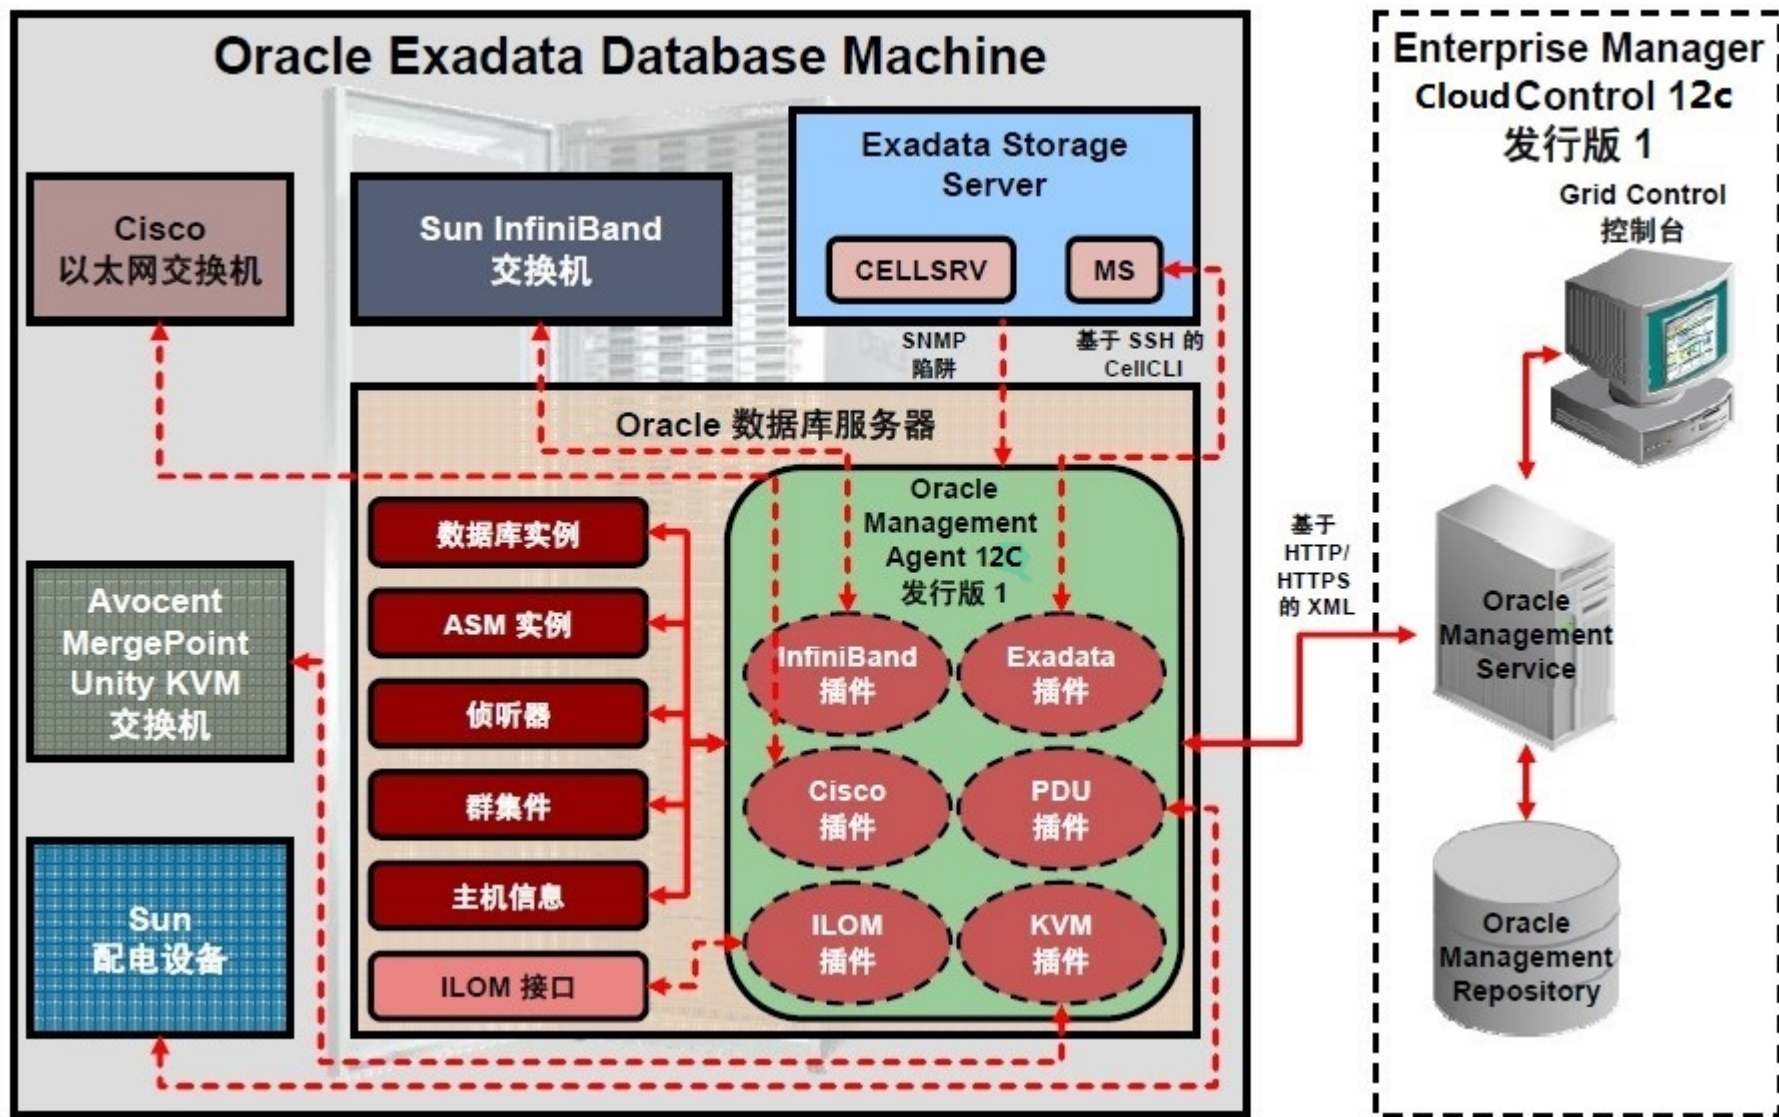 Oracle Exadata Database Machine
Enterprise Manager
CloudControl 12c
发行版 1
Cisco
以太网交换机
Sun InfiniBand
交换机
Exadata Storage
Server
CELLSRV
MS
SNMP
陷阱
基于 SSH 的
CellCLI
Grid Control
控制台
Oracle 数据库服务器
数据库实例
ASM 实例
侦听器
群集件
主机信息
ILOM 接口
Oracle
Management
Agent 12C
发行版 1
InfiniBand
插件
Exadata
插件
Cisco
插件
PDU
插件
ILOM
插件
KVM
插件
Avocent
MergePoint
Unity KVM
交换机
Sun
配电设备
基于
HTTP/
HTTPS
的 XML
Oracle
Management
Service
Oracle
Management
Repository